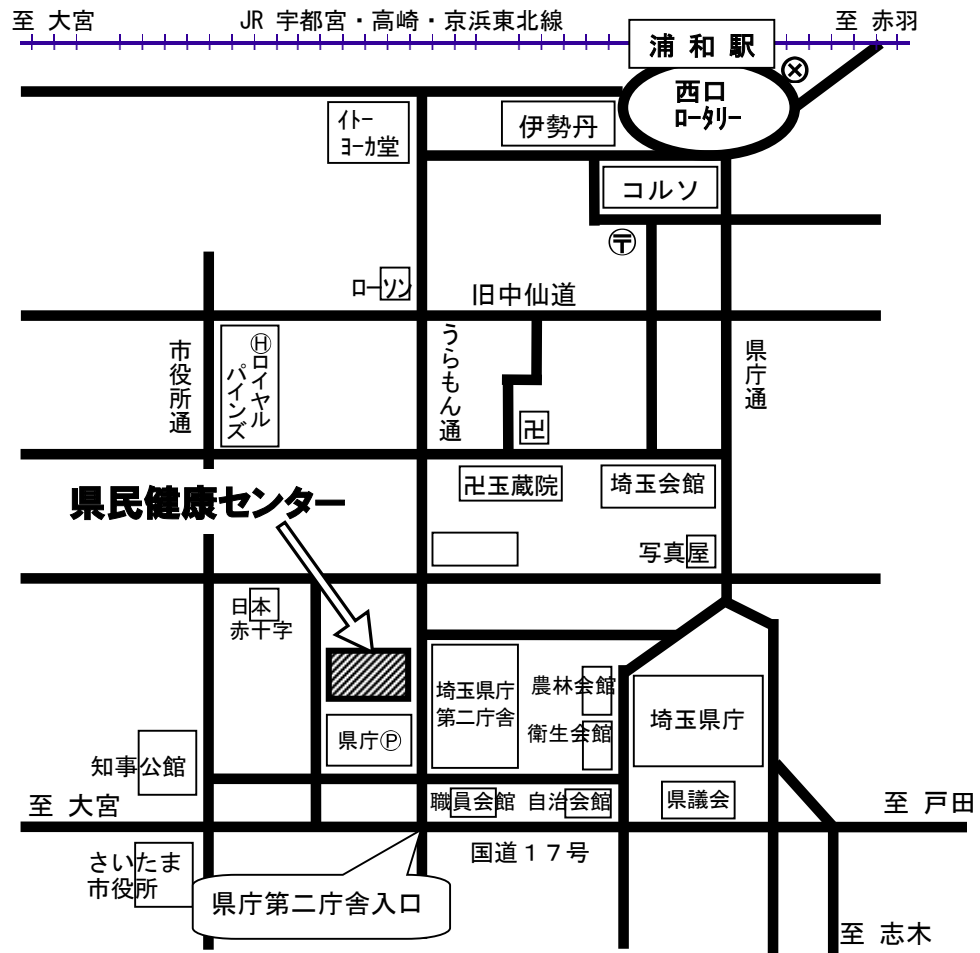 至 大宮
JR 宇都宮・高崎・京浜東北線
至 赤羽
浦 和 駅
西口
ﾛｰﾀﾘｰ
ｲﾄｰ
ﾖｰｶ堂
伊勢丹
コルソ
〒
ローソン
旧中仙道
市役所通
Ⓗロイヤル
パインズ
うらもん通
県庁通
卍
卍玉蔵院
埼玉会館
県民健康センター
写真屋
日本
赤十字
埼玉県庁
第二庁舎
農林会館
衛生会館
埼玉県庁
県庁Ⓟ
知事公館
至 大宮
職員会館
自治会館
県議会
至 戸田
国道１７号
さいたま
市役所
県庁第二庁舎入口
至 志木